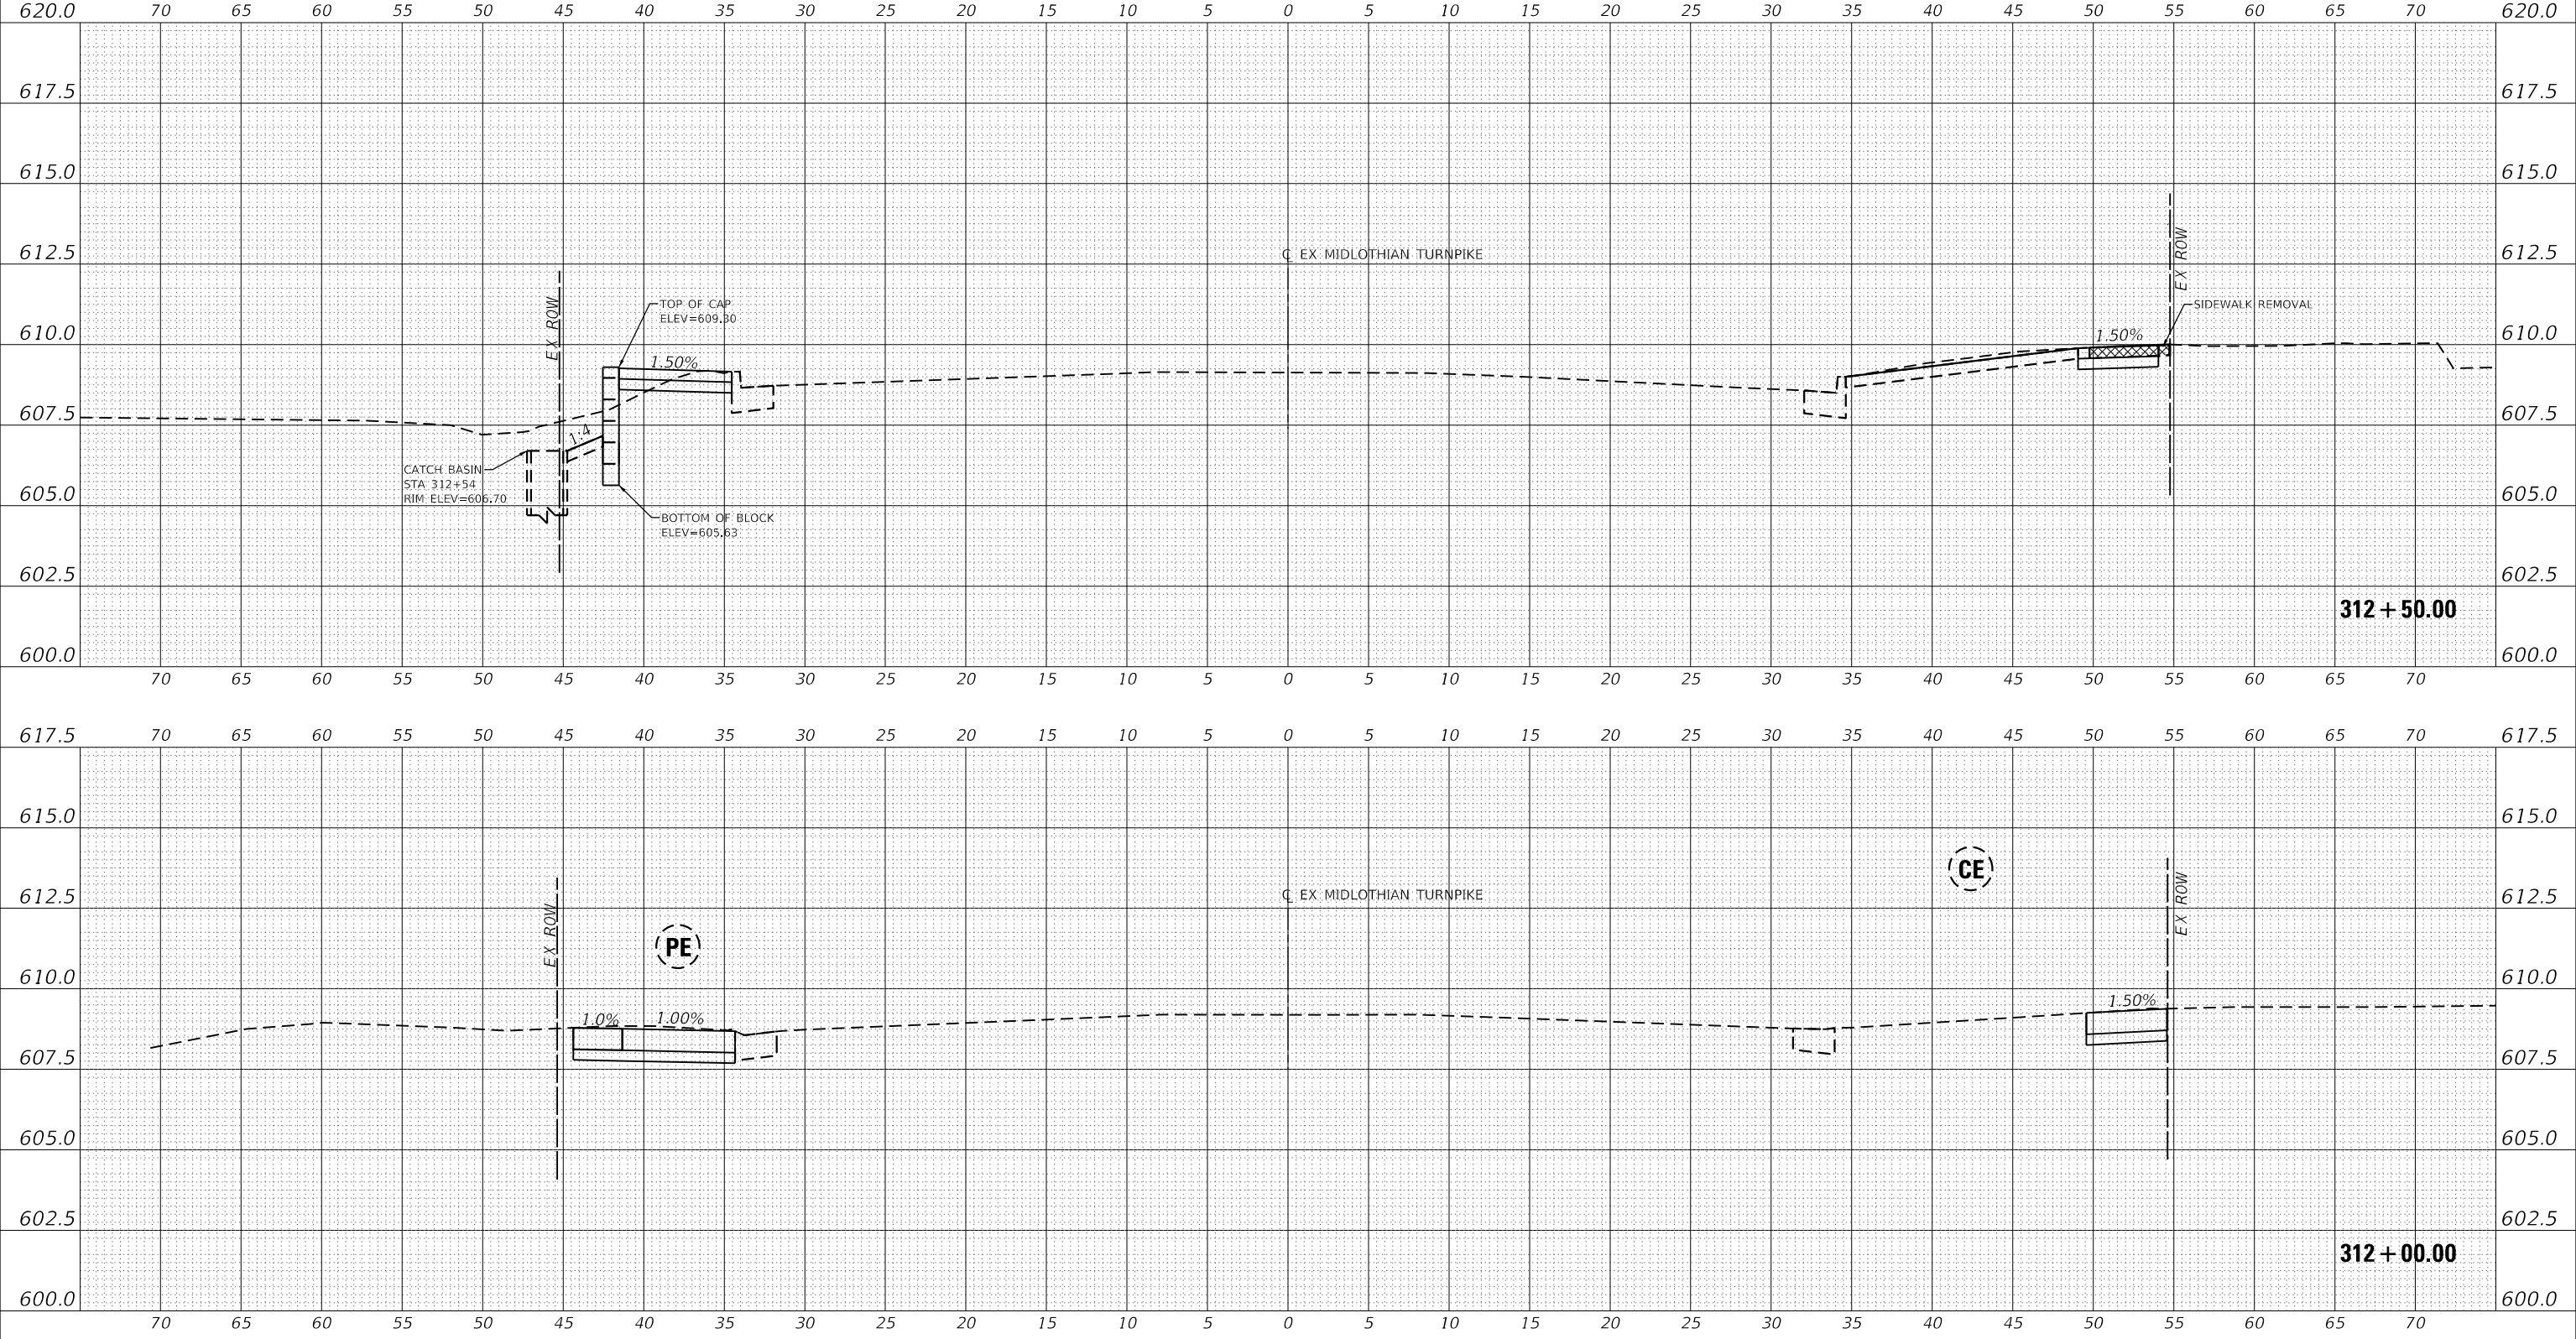 620.0 70 65 60 55 50 45 40 35 30 25 20 15 10 5 0 5 10 15 20 25 30 35 40 45 50 55 60 65 70 620.0
617.5 617.5
615.0 615.0
612.5 612.5
℄ EX MIDLOTHIAN TURNPIKE
EX ROW
EX ROW
TOP OF CAP
ELEV=609.30
SIDEWALK REMOVAL
610.0 610.0
1.50%
1.50%
607.5 607.5
1:4
CATCH BASIN
STA 312+54
RIM ELEV=606.70
605.0 605.0
BOTTOM OF BLOCK
ELEV=605.63
602.5 602.5
312+50.00
600.0 600.0
70 65 60 55 50 45 40 35 30 25 20 15 10 5 0 5 10 15 20 25 30 35 40 45 50 55 60 65 70
617.5 70 65 60 55 50 45 40 35 30 25 20 15 10 5 0 5 10 15 20 25 30 35 40 45 50 55 60 65 70 617.5
615.0 615.0
CE
612.5 612.5
℄ EX MIDLOTHIAN TURNPIKE
EX ROW
EX ROW
PE
610.0 610.0
1.0% 1.00%
1.50%
607.5 607.5
605.0 605.0
602.5 602.5
312+00.00
600.0 600.0
70 65 60 55 50 45 40 35 30 25 20 15 10 5 0 5 10 15 20 25 30 35 40 45 50 55 60 65 70